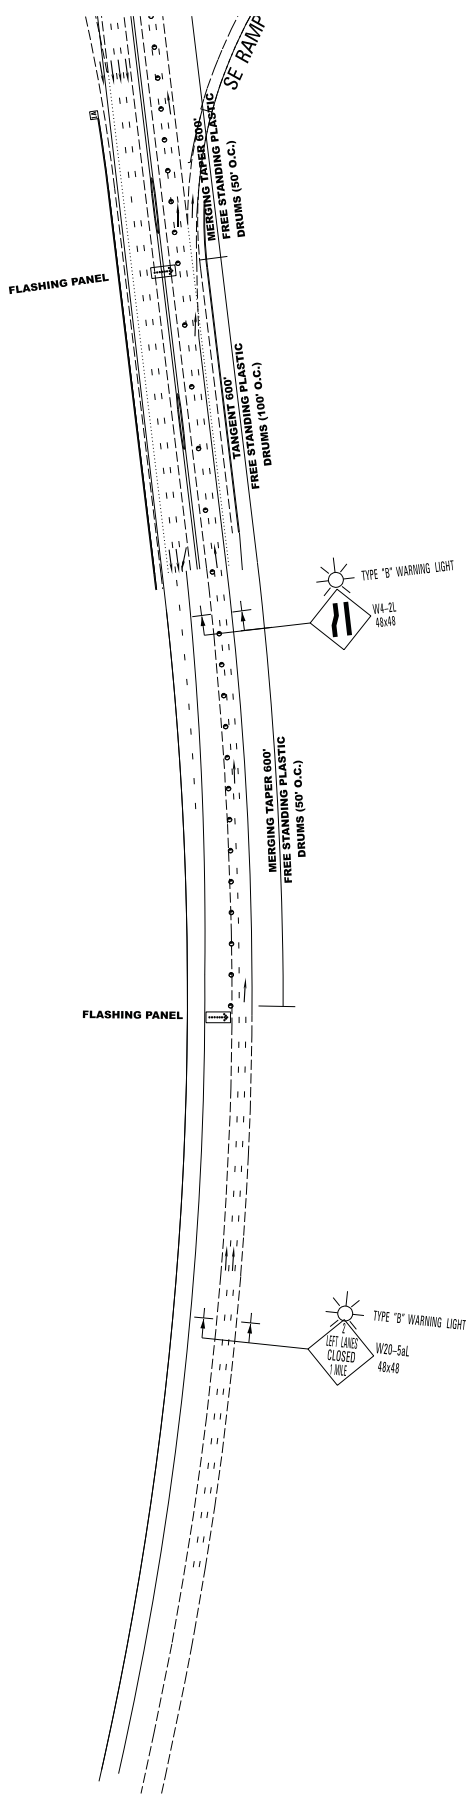 SE RAMP
MERGING TAPER 600'
FREE STANDING PLASTIC
DRUMS (50' O.C.)
FLASHING PANEL
TANGENT 600'
FREE STANDING PLASTIC
DRUMS (100' O.C.)
TYPE "B" WARNING LIGHT
W4-2L
48x48
MERGING TAPER 600'
FREE STANDING PLASTIC
DRUMS (50' O.C.)
FLASHING PANEL
TYPE "B" WARNING LIGHT
2
LEFT LANES
CLOSED
1 MILE
W20-5aL
48x48